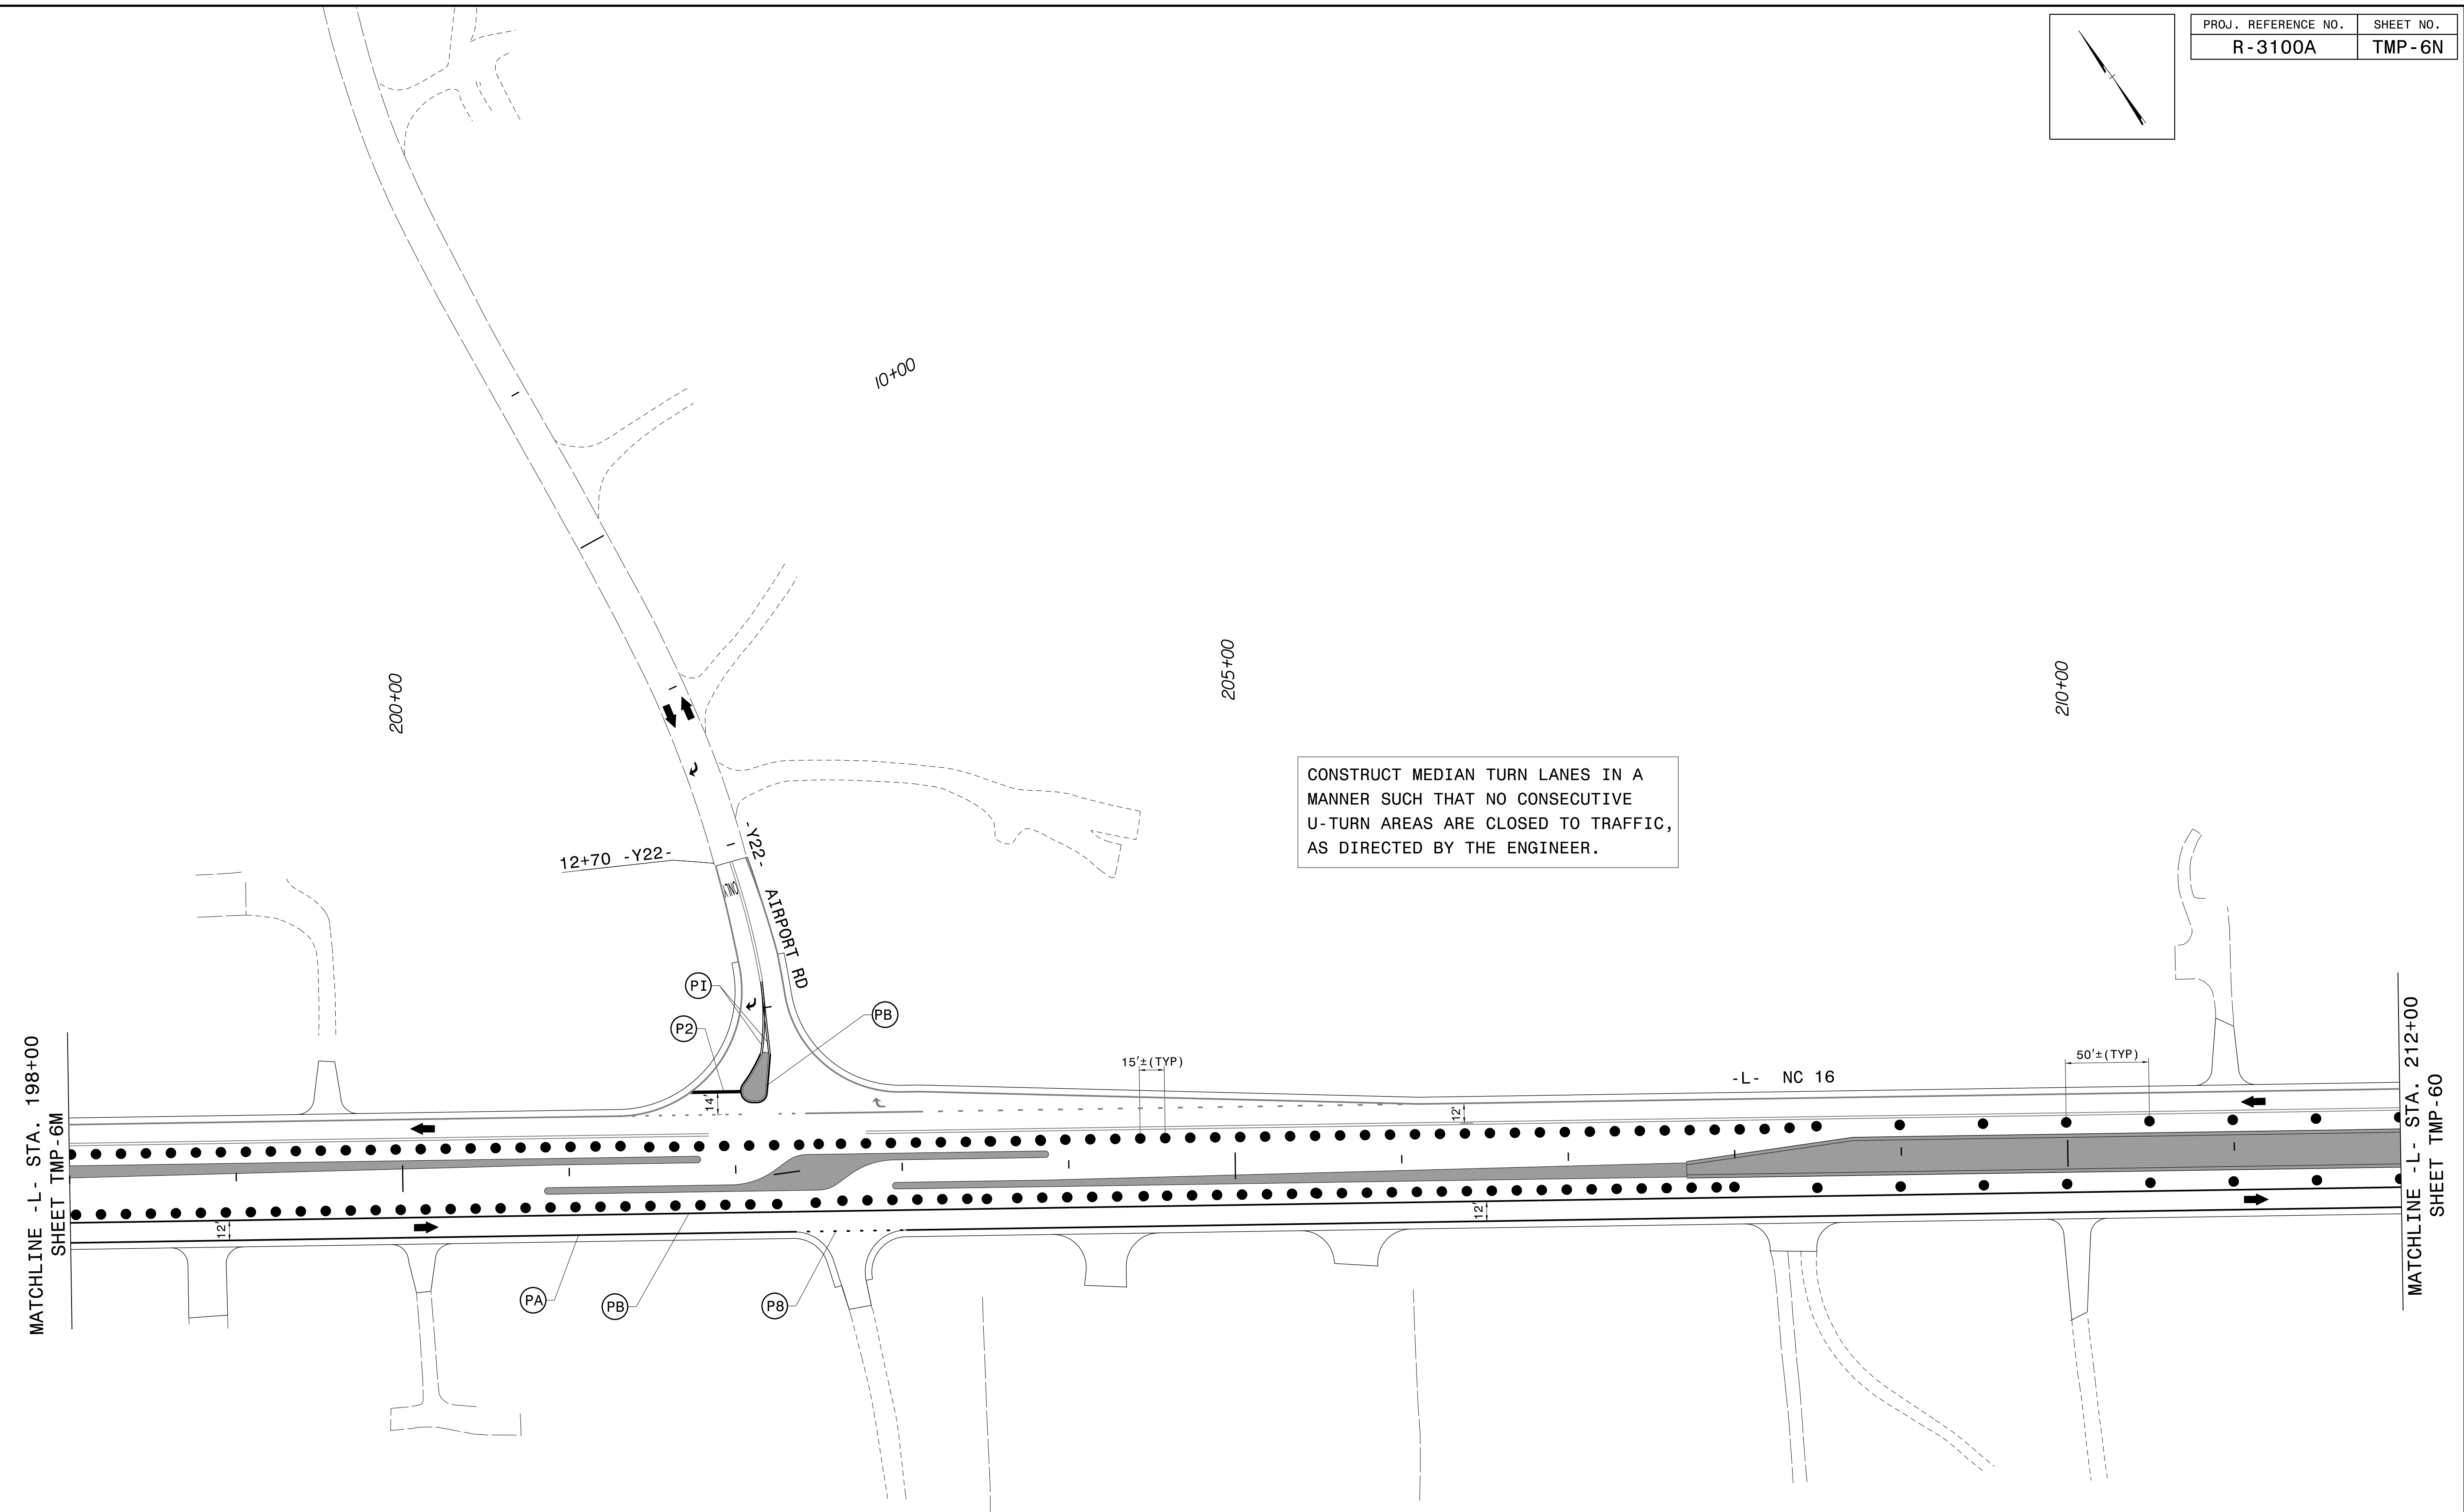 PROJ. REFERENCE NO.
SHEET NO.
R-3100A
TMP-6N
10+00
200+00
205+00
210+00
CONSTRUCT MEDIAN TURN LANES IN A
MANNER SUCH THAT NO CONSECUTIVE
U-TURN AREAS ARE CLOSED TO TRAFFIC,
AS DIRECTED BY THE ENGINEER.
12+70 -Y22-
-Y22- AIRPORT RD
ONLY
PI
P2
PB
14'
15'±(TYP)
12'
-L- NC 16
50'±(TYP)
12'
12'
PA
PB
P8
MATCHLINE -L- STA. 198+00
SHEET TMP-6M
MATCHLINE -L- STA. 212+00
SHEET TMP-6O